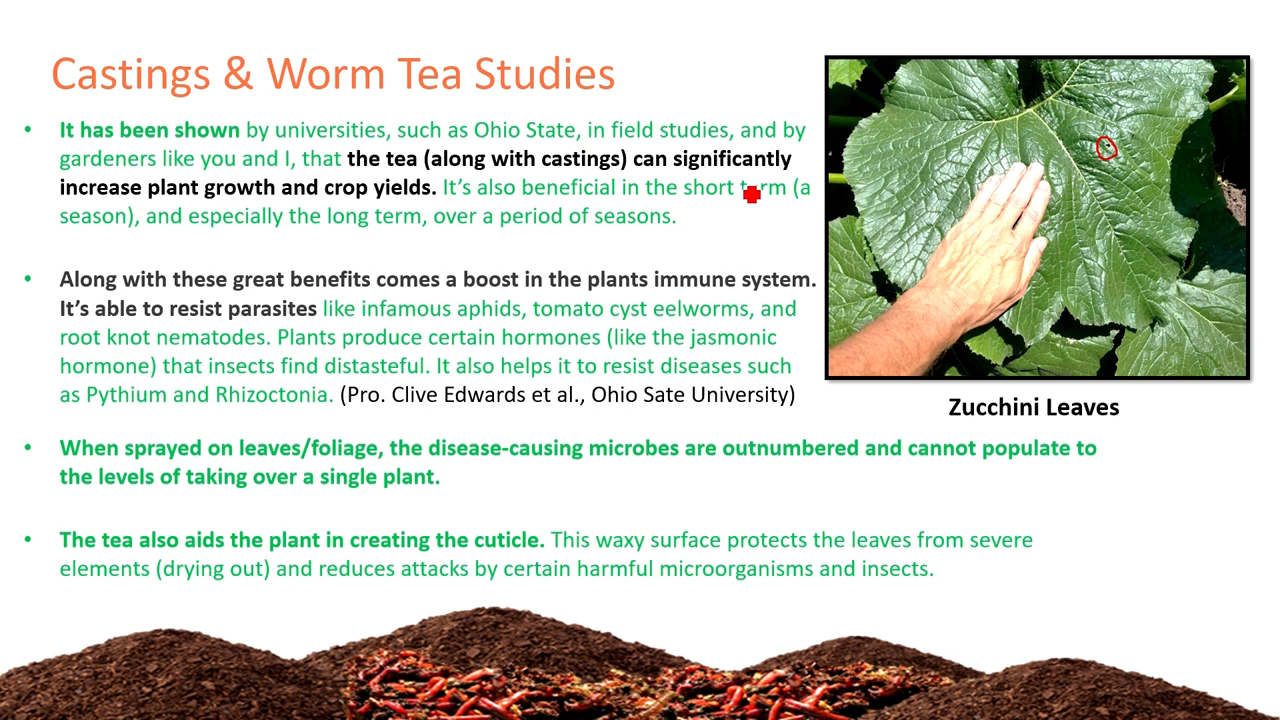 Castings & Worm Tea Studies
• It has been shown by universities, such as Ohio State, in field studies, and by
gardeners like you and I, that the tea (along with castings) can significantly
increase plant growth and crop yields. It’s also beneficial in the short term (a
season), and especially the long term, over a period of seasons.
• Along with these great benefits comes a boost in the plants immune system.
It’s able to resist parasites like infamous aphids, tomato cyst eelworms, and
root knot nematodes. Plants produce certain hormones (like the jasmonic
hormone) that insects find distasteful. It also helps it to resist diseases such
as Pythium and Rhizoctonia. (Pro. Clive Edwards et al., Ohio Sate University)
Zucchini Leaves
• When sprayed on leaves/foliage, the disease-causing microbes are outnumbered and cannot populate to
the levels of taking over a single plant.
• The tea also aids the plant in creating the cuticle. This waxy surface protects the leaves from severe
elements (drying out) and reduces attacks by certain harmful microorganisms and insects.